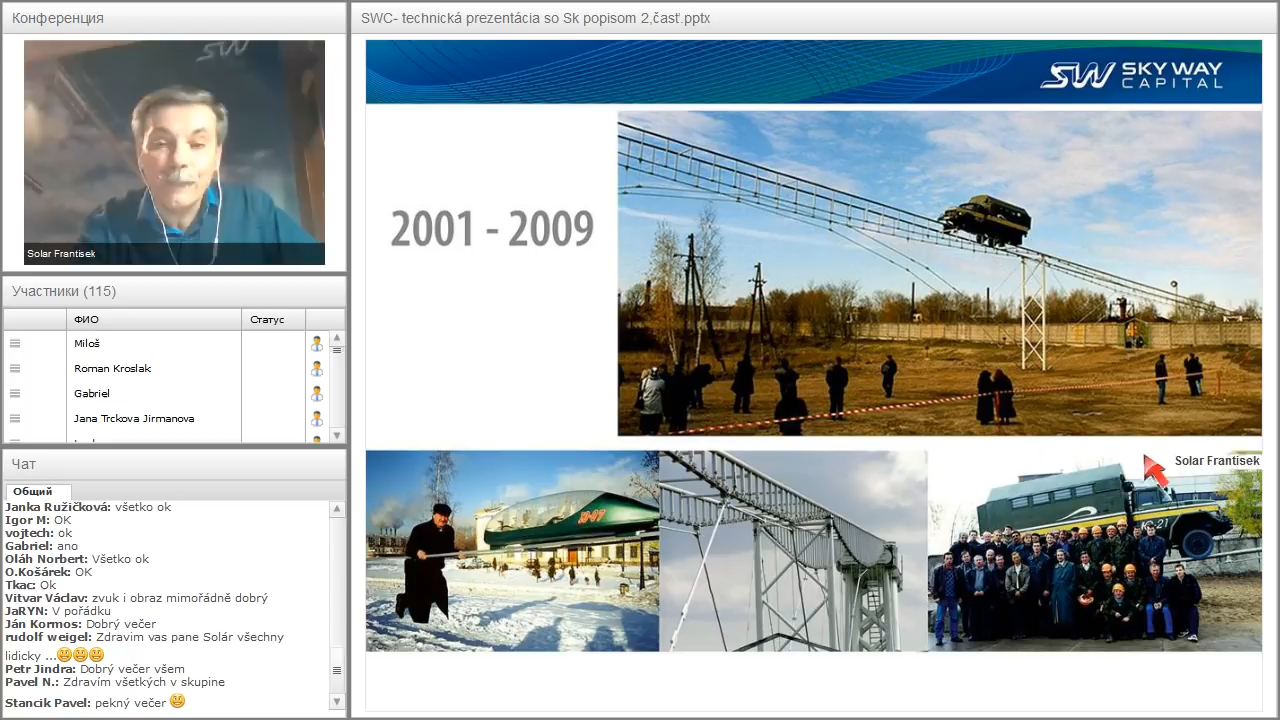 Конференция
SW
Solar Frantisek
Участники (115)
ФИО
Статус
Miloš
Roman Kroslak
Gabriel
Jana Trckova Jirmanova
Чат
Общий
Janka Ružičková: všetko ok
Igor M: OK
vojtech: ok
Gabriel: ano
Oláh Norbert: Všetko ok
O.Košárek: OK
Tkac: Ok
Vitvar Václav: zvuk i obraz mimořádně dobrý
JaRYN: V pořádku
Ján Kormos: Dobrý večer
rudolf weigel: Zdravim vas pane Solár všechny
lidicky ...
Petr Jindra: Dobrý večer všem
Pavel N.: Zdravím všetkých v skupine
Stancik Pavel: pekný večer
SWC- technická prezentácia so Sk popisom 2,časť.pptx
SW SKY WAY
CAPITAL
2001 - 2009
Solar Frantisek